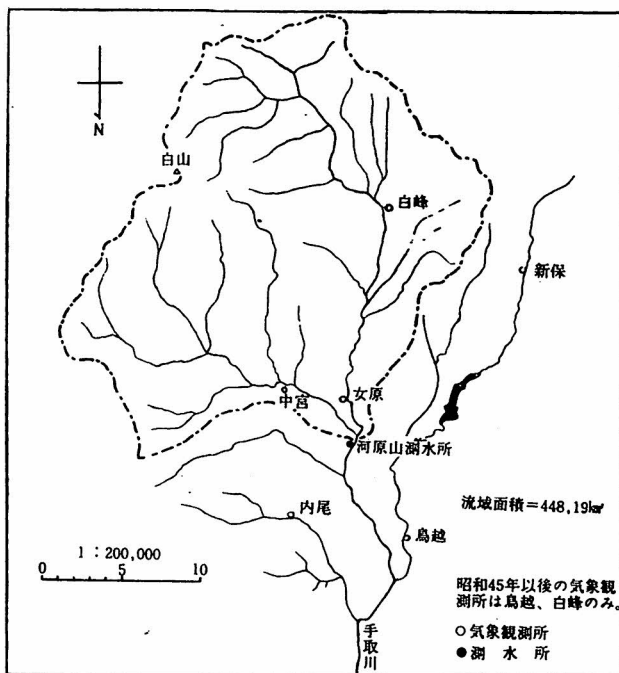 N
白山
白峰
新保
中宮
女原
河原山測水所
内尾
流域面積=448,19km²
鳥越
1:200,000
0 5 10
昭和45年以後の気象観
測所は鳥越、白峰のみ。
○気象観測所
●測水所
手取川